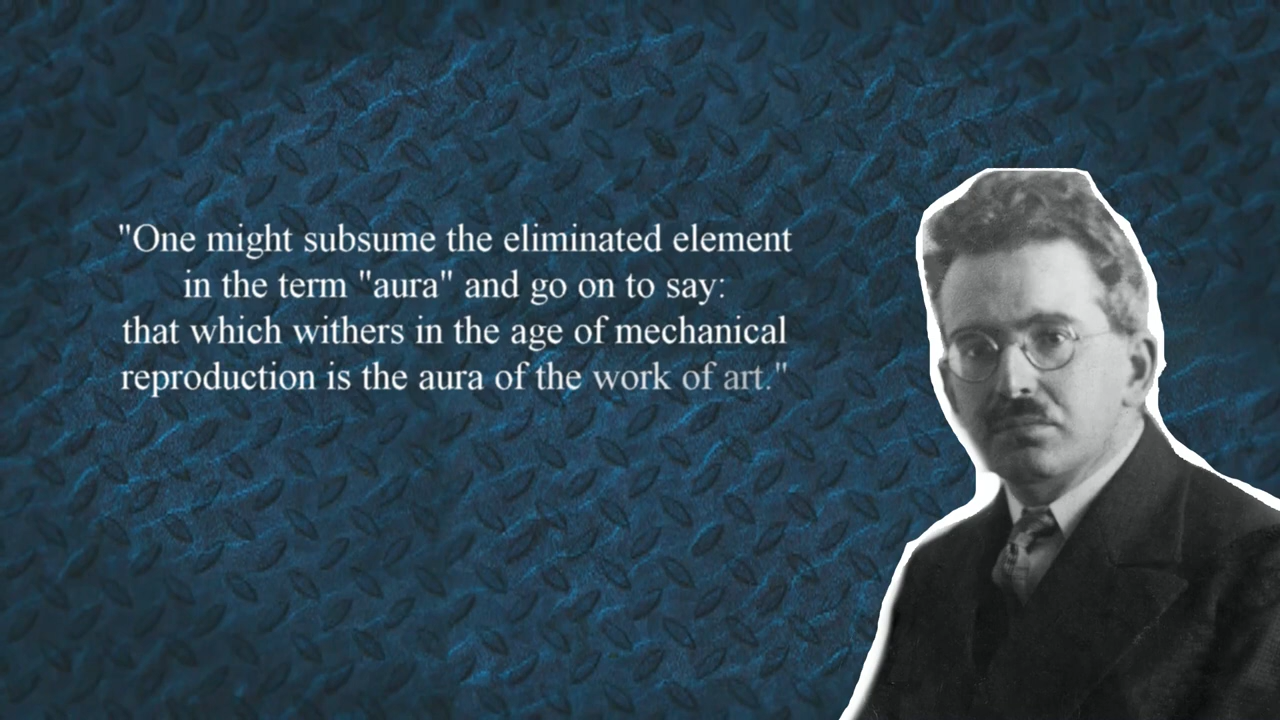 "One might subsume the eliminated element
in the term "aura" and go on to say:
that which withers in the age of mechanical
reproduction is the aura of the work of art."